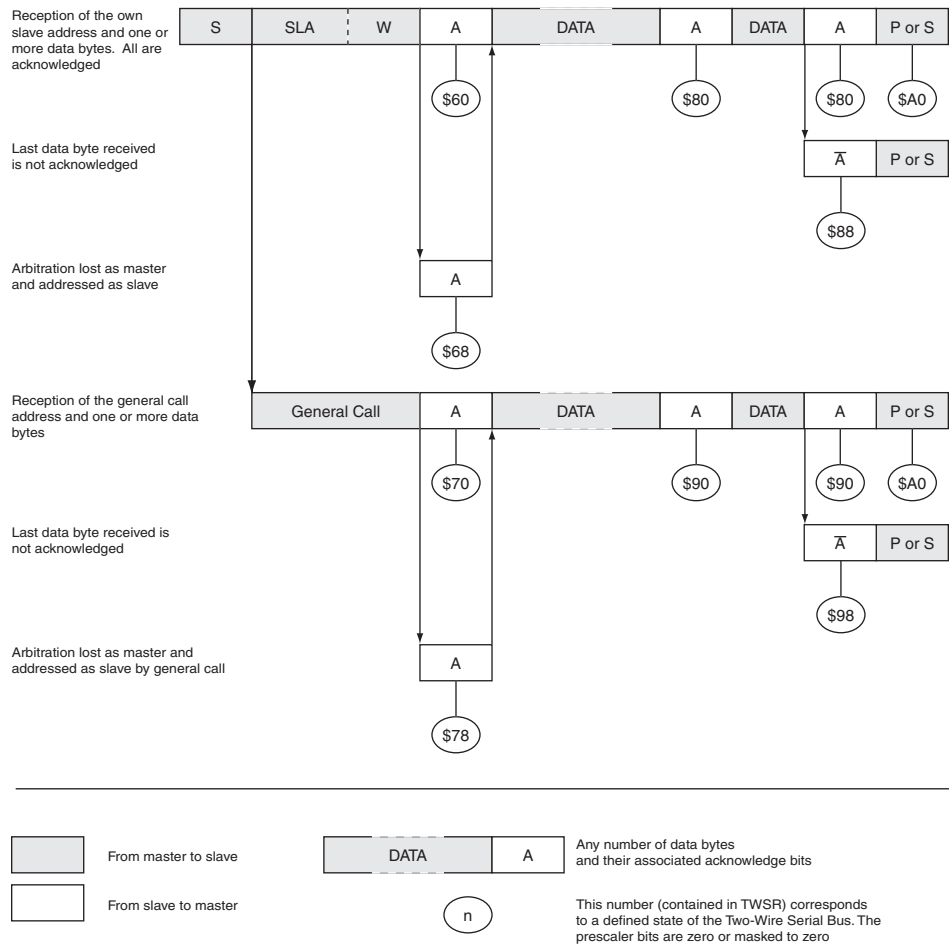 Reception of the own
slave address and one or
more data bytes. All are
acknowledged
S SLA W A DATA A DATA A P or S
$60 $80 $80 $A0
Last data byte received
is not acknowledged
A̅ P or S
$88
Arbitration lost as master
and addressed as slave
A
$68
Reception of the general call
address and one or more data
bytes
General Call A DATA A DATA A P or S
$70 $90 $90 $A0
Last data byte received is
not acknowledged
A̅ P or S
$98
Arbitration lost as master and
addressed as slave by general call
A
$78
From master to slave
DATA A
Any number of data bytes
and their associated acknowledge bits
From slave to master
n
This number (contained in TWSR) corresponds
to a defined state of the Two-Wire Serial Bus. The
prescaler bits are zero or masked to zero